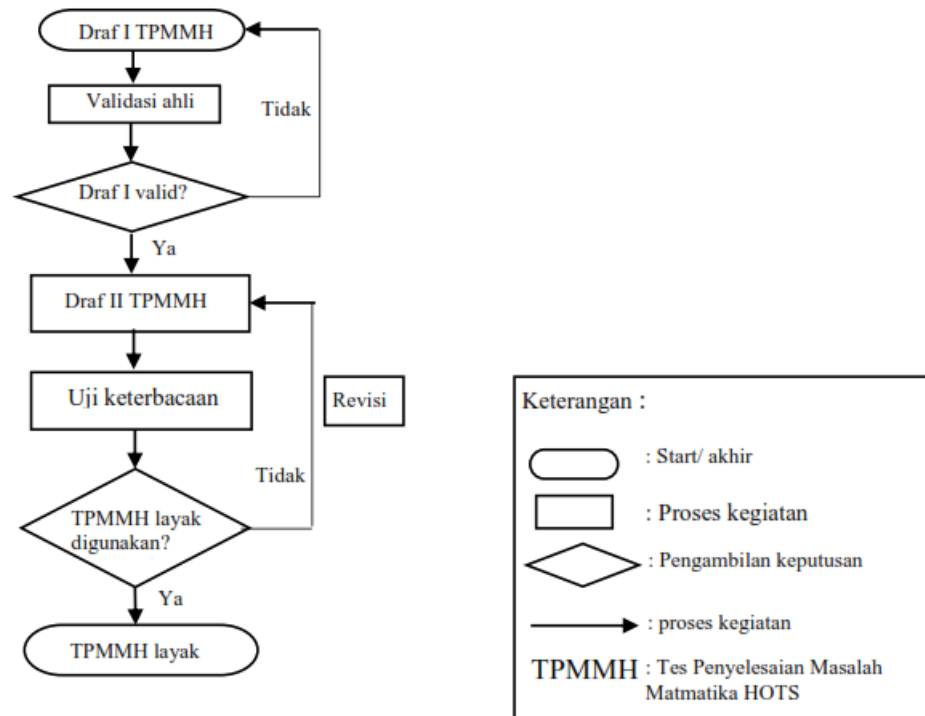 Draf I TPMMH
Validasi ahli
Tidak
Draf I valid?
Ya
Draf II TPMMH
Uji keterbacaan
Revisi
Tidak
TPMMH layak
digunakan?
Ya
TPMMH layak
Keterangan :
: Start/ akhir
: Proses kegiatan
: Pengambilan keputusan
: proses kegiatan
TPMMH : Tes Penyelesaian Masalah
Matmatika HOTS